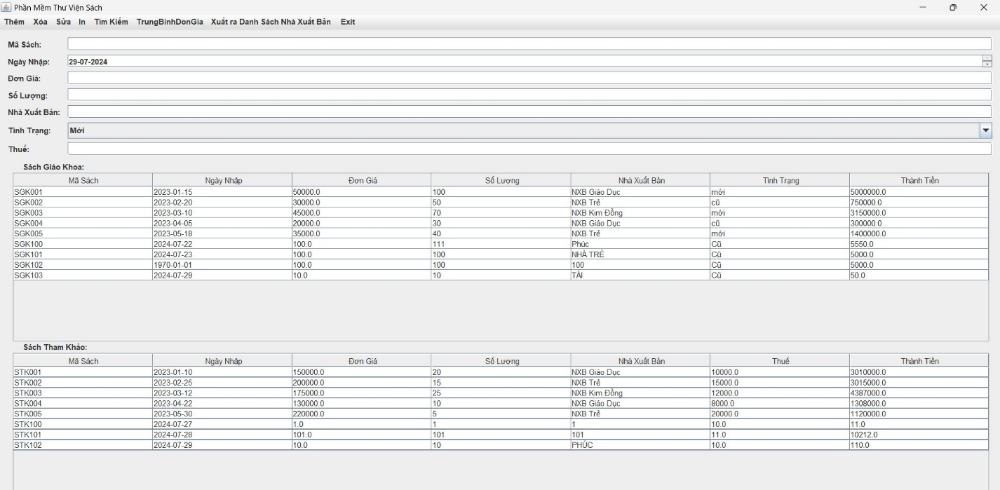 Phần Mềm Thư Viện Sách
Thêm Xóa Sửa In Tìm Kiếm TrungBinhDonGia Xuất ra Danh Sách Nhà Xuất Bản Exit
Mã Sách:
Ngày Nhập: 29-07-2024
Đơn Giá:
Số Lượng:
Nhà Xuất Bản:
Tình Trạng: Mới
Thuế:
Sách Giáo Khoa:
Mã Sách Ngày Nhập Đơn Giá Số Lượng Nhà Xuất Bản Tình Trạng Thành Tiền
SGK001 2023-01-15 50000.0 100 NXB Giáo Dục mới 5000000.0
SGK002 2023-02-20 30000.0 50 NXB Trẻ cũ 750000.0
SGK003 2023-03-10 45000.0 70 NXB Kim Đồng mới 3150000.0
SGK004 2023-04-05 20000.0 30 NXB Giáo Dục cũ 300000.0
SGK005 2023-05-18 35000.0 40 NXB Trẻ mới 1400000.0
SGK100 2024-07-22 100.0 111 Phúc Cũ 5550.0
SGK101 2024-07-23 100.0 100 NHÀ TRẺ Cũ 5000.0
SGK102 1970-01-01 100.0 100 100 Cũ 5000.0
SGK103 2024-07-29 10.0 10 TÀI Cũ 50.0
Sách Tham Khảo:
Mã Sách Ngày Nhập Đơn Giá Số Lượng Nhà Xuất Bản Thuế Thành Tiền
STK001 2023-01-10 150000.0 20 NXB Giáo Dục 10000.0 3010000.0
STK002 2023-02-25 200000.0 15 NXB Trẻ 15000.0 3015000.0
STK003 2023-03-12 175000.0 25 NXB Kim Đồng 12000.0 4387000.0
STK004 2023-04-22 130000.0 10 NXB Giáo Dục 8000.0 1308000.0
STK005 2023-05-30 220000.0 5 NXB Trẻ 20000.0 1120000.0
STK100 2024-07-27 1.0 1 1 10.0 11.0
STK101 2024-07-28 101.0 101 101 11.0 10212.0
STK102 2024-07-29 10.0 10 PHÚC 10.0 110.0